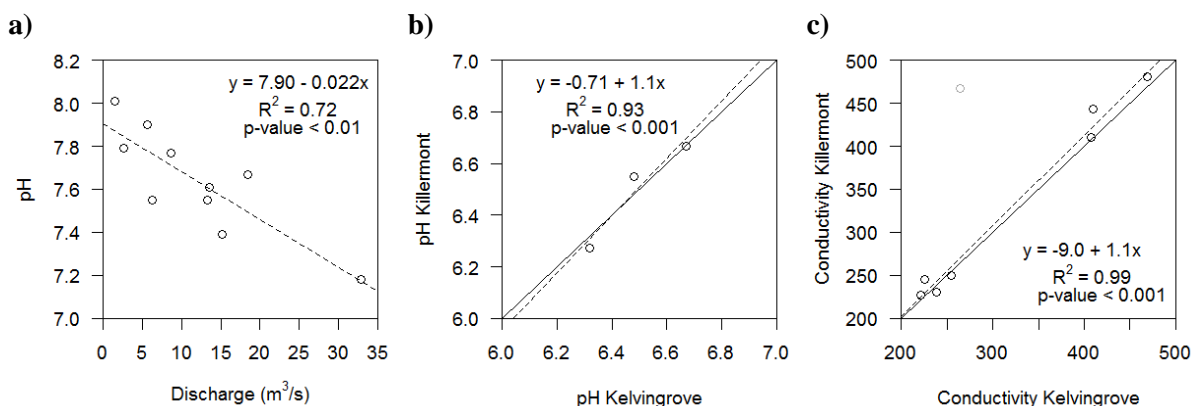 a)
8.2
8.0
7.8
7.6
7.4
7.2
7.0
pH
y = 7.90 - 0.022x
R² = 0.72
p-value < 0.01
0 5 10 15 20 25 30 35
Discharge (m³/s)
b)
7.0
6.8
6.6
6.4
6.2
6.0
pH Killermont
y = -0.71 + 1.1x
R² = 0.93
p-value < 0.001
6.0 6.2 6.4 6.6 6.8 7.0
pH Kelvingrove
c)
500
450
400
350
300
250
200
Conductivity Killermont
y = -9.0 + 1.1x
R² = 0.99
p-value < 0.001
200 300 400 500
Conductivity Kelvingrove